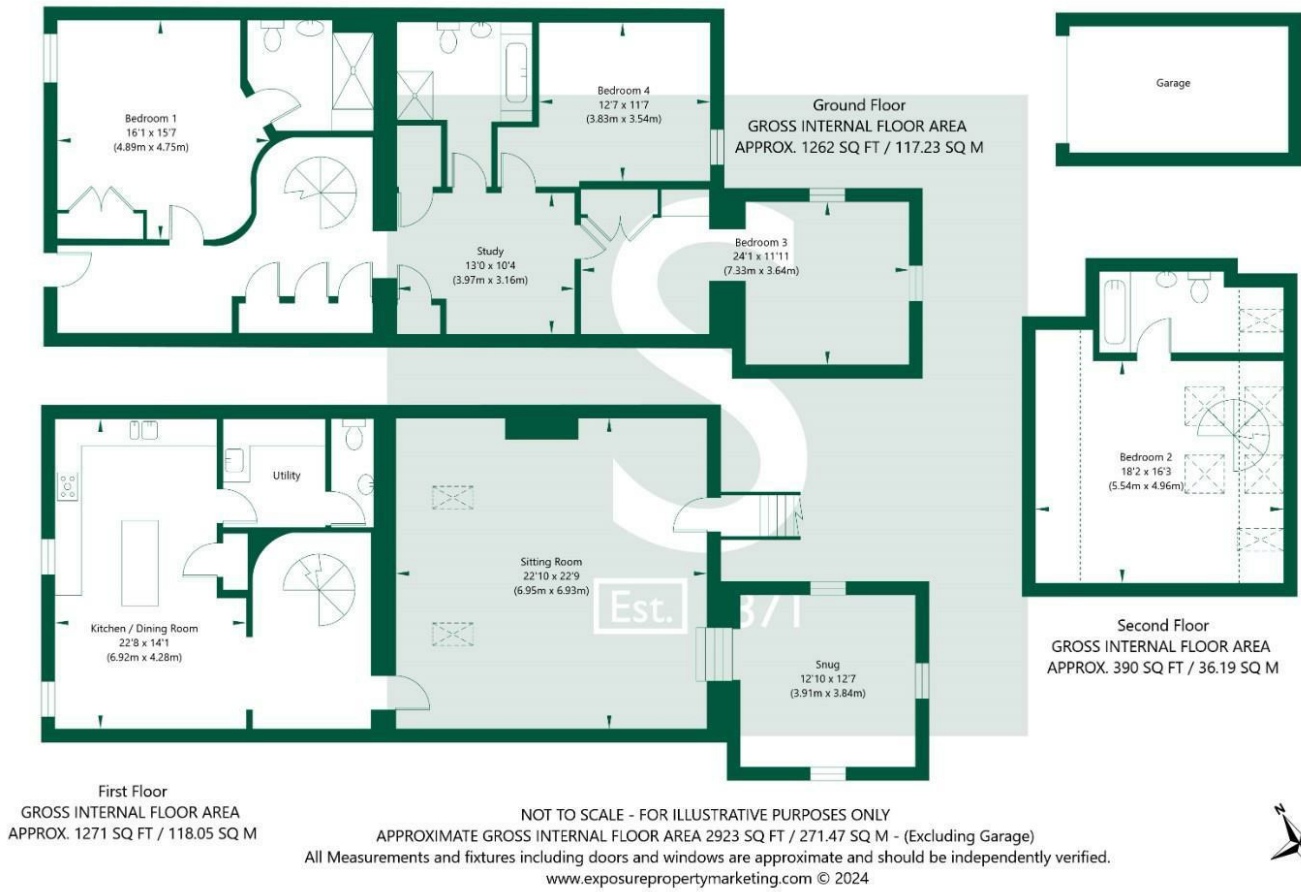 Bedroom 1
16'1 x 15'7
(4.89m x 4.75m)
Bedroom 4
12'7 x 11'7
(3.83m x 3.54m)
Ground Floor
GROSS INTERNAL FLOOR AREA
APPROX. 1262 SQ FT / 117.23 SQ M
Garage
Study
13'0 x 10'4
(3.97m x 3.16m)
Bedroom 3
24'1 x 11'11
(7.33m x 3.64m)
S
Est.
Utility
Kitchen / Dining Room
22'8 x 14'1
(6.92m x 4.28m)
Sitting Room
22'10 x 22'9
(6.95m x 6.93m)
Snug
12'10 x 12'7
(3.91m x 3.84m)
Bedroom 2
18'2 x 16'3
(5.54m x 4.96m)
Second Floor
GROSS INTERNAL FLOOR AREA
APPROX. 390 SQ FT / 36.19 SQ M
First Floor
GROSS INTERNAL FLOOR AREA
APPROX. 1271 SQ FT / 118.05 SQ M
NOT TO SCALE - FOR ILLUSTRATIVE PURPOSES ONLY
APPROXIMATE GROSS INTERNAL FLOOR AREA 2923 SQ FT / 271.47 SQ M - (Excluding Garage)
All Measurements and fixtures including doors and windows are approximate and should be independently verified.
www.exposurepropertymarketing.com © 2024
N